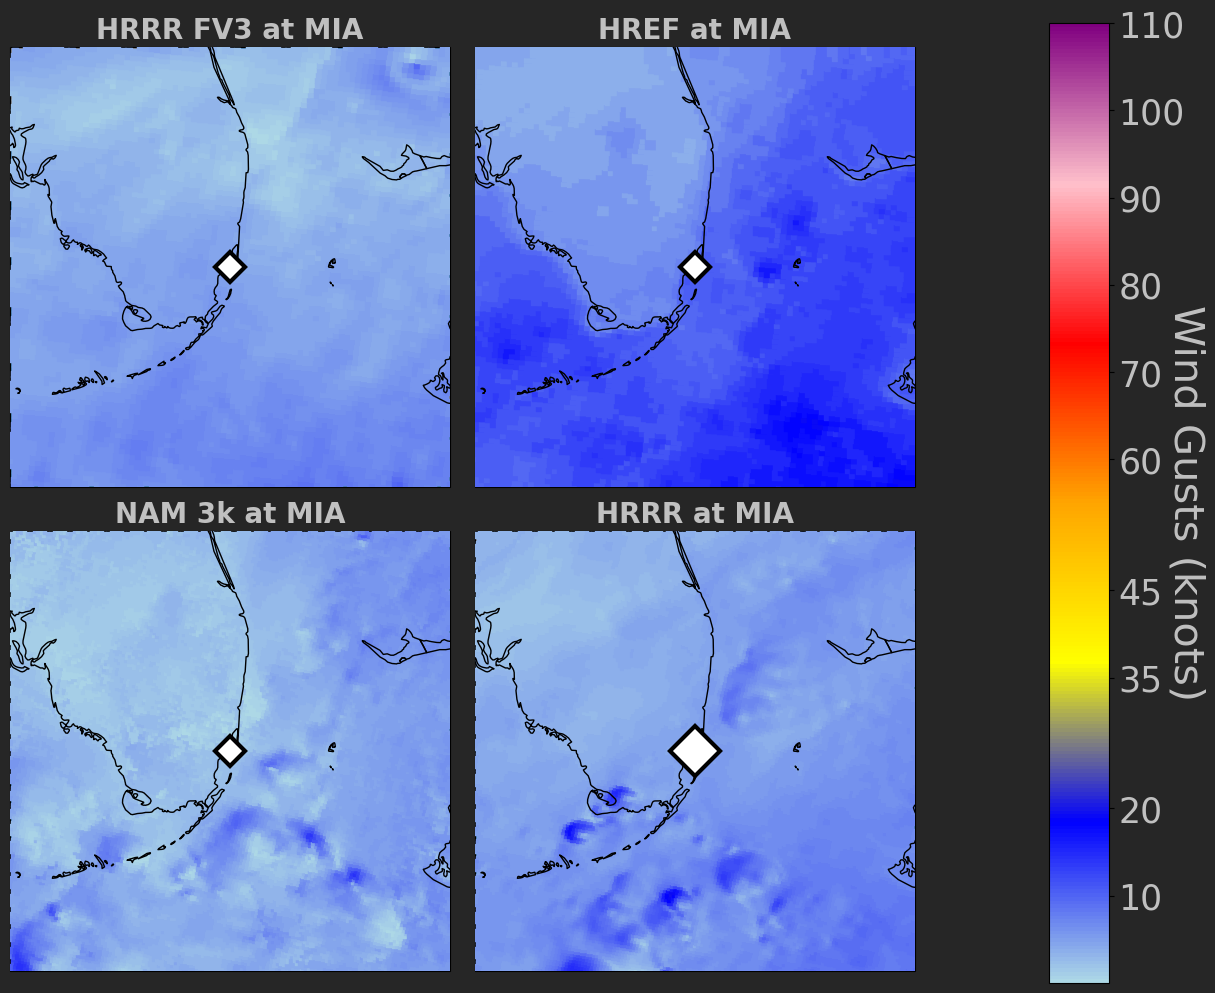 HRRR FV3 at MIA
HREF at MIA
NAM 3k at MIA
HRRR at MIA
110
100
90
80
70
60
45
35
20
10
Wind Gusts (knots)